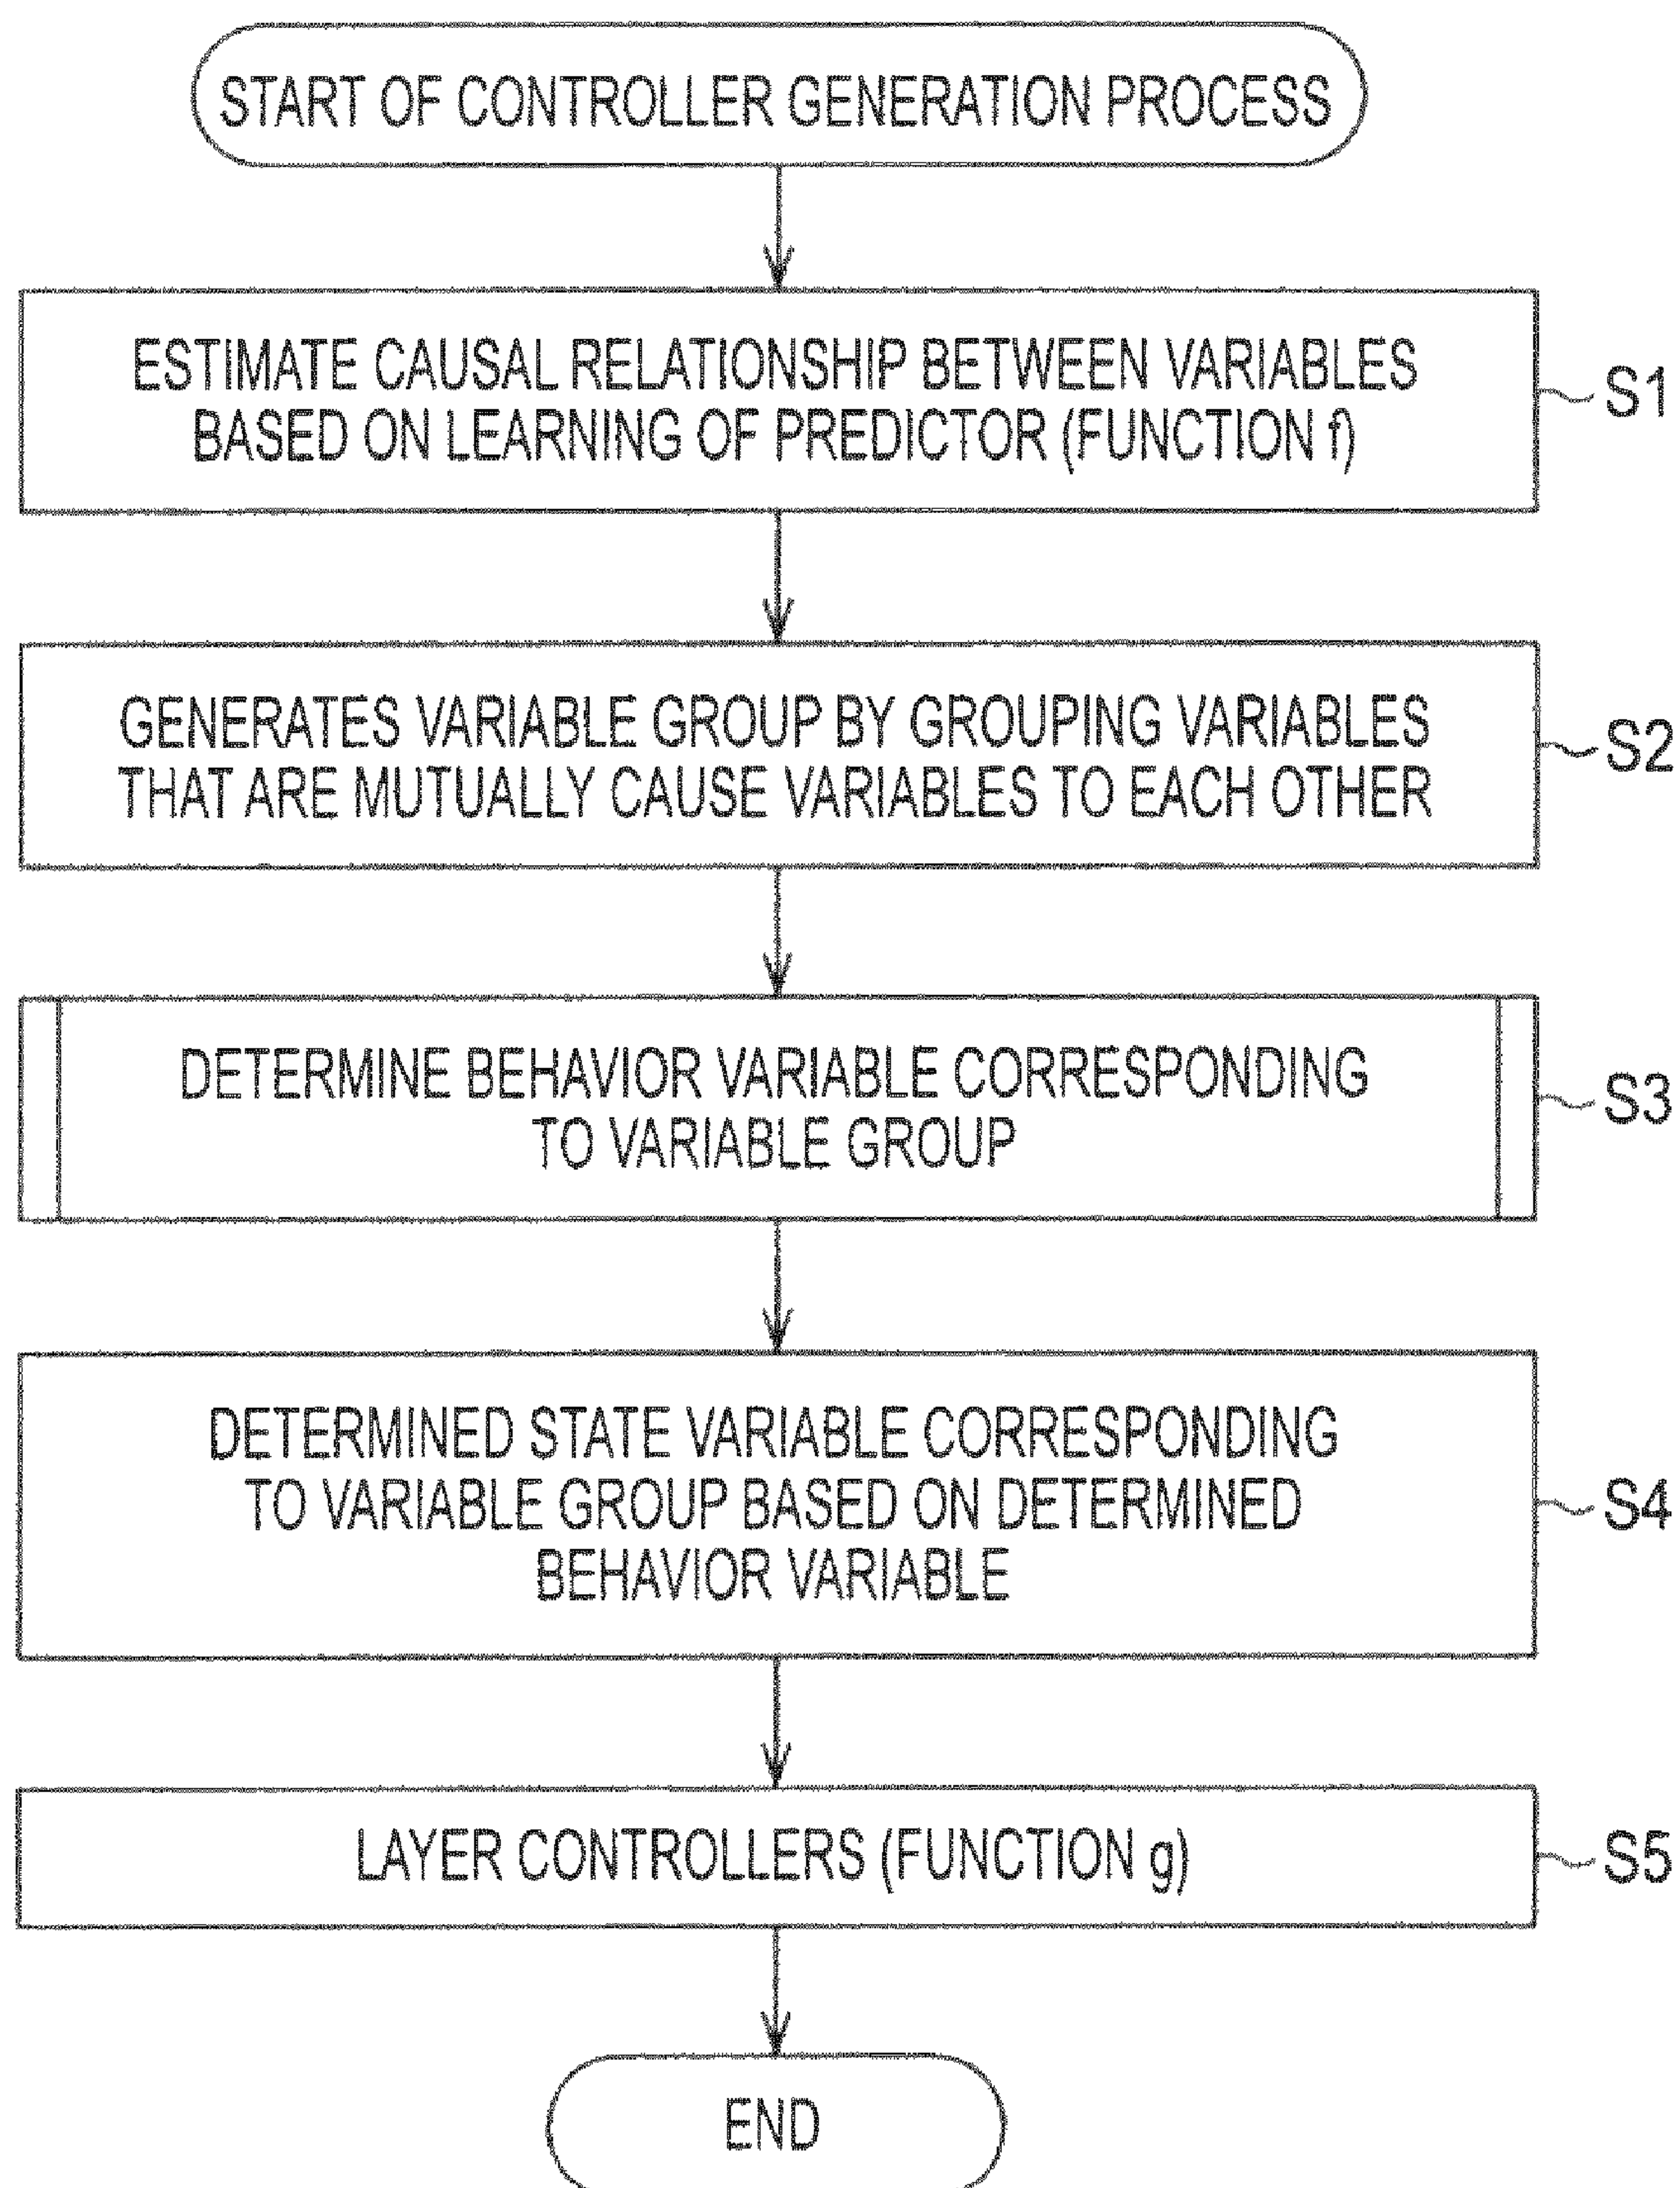 START OF CONTROLLER GENERATION PROCESS
ESTIMATE CAUSAL RELATIONSHIP BETWEEN VARIABLES
BASED ON LEARNING OF PREDICTOR (FUNCTION f)
S1
GENERATES VARIABLE GROUP BY GROUPING VARIABLES
THAT ARE MUTUALLY CAUSE VARIABLES TO EACH OTHER
S2
DETERMINE BEHAVIOR VARIABLE CORRESPONDING
TO VARIABLE GROUP
S3
DETERMINED STATE VARIABLE CORRESPONDING
TO VARIABLE GROUP BASED ON DETERMINED
BEHAVIOR VARIABLE
S4
LAYER CONTROLLERS (FUNCTION g)
S5
END